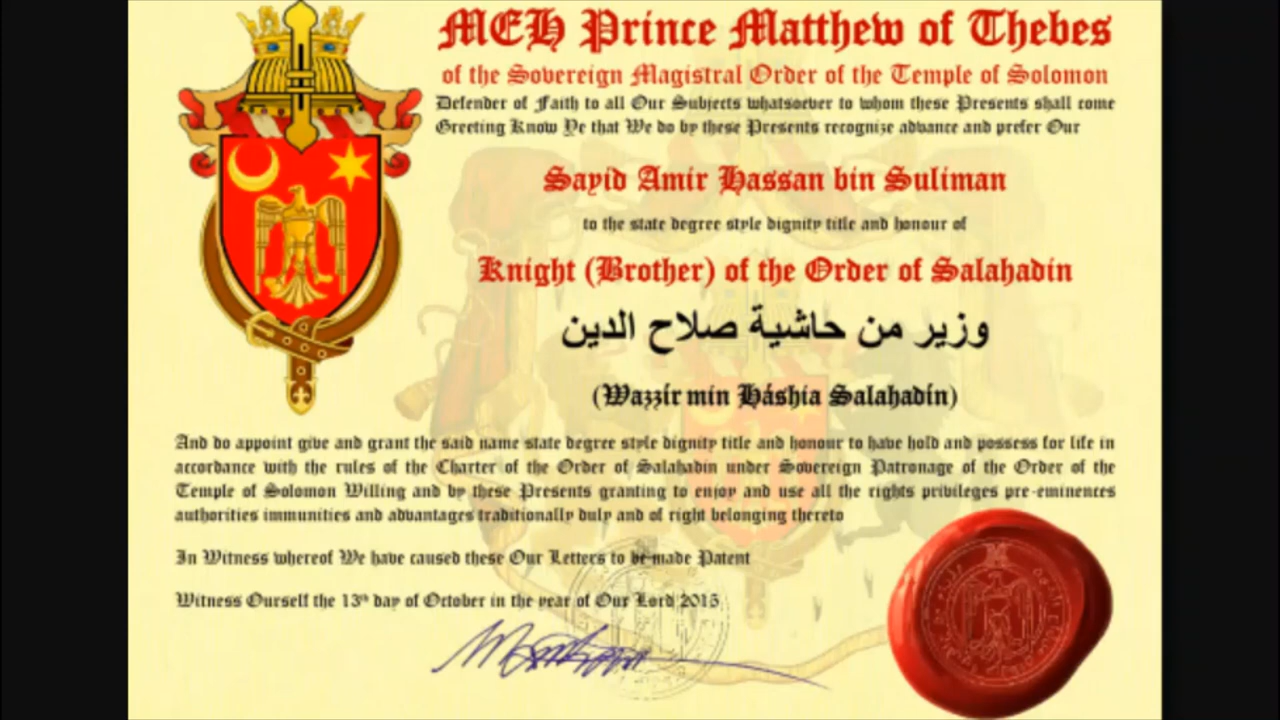 MEH Prince Matthew of Thebes
of the Sovereign Magistral Order of the Temple of Solomon
Defender of Faith to all Our Subjects whatsoever to whom these Presents shall come
Greeting Know Ye that We do by these Presents recognize advance and prefer Our
Sayid Amir Hassan bin Suliman
to the state degree style dignity title and honour of
Knight (Brother) of the Order of Salahadin
وزير من حاشية صلاح الدين
(Wazzír min Háshia Salahadín)
And do appoint give and grant the said name state degree style dignity title and honour to have hold and possess for life in
accordance with the rules of the Charter of the Order of Salahadin under Sovereign Patronage of the Order of the
Temple of Solomon Willing and by these Presents granting to enjoy and use all the rights privileges pre-eminences
authorities immunities and advantages traditionally duly and of right belonging thereto
In Witness whereof We have caused these Our Letters to be made Patent
Witness Ourself the 13th day of October in the year of Our Lord 2015